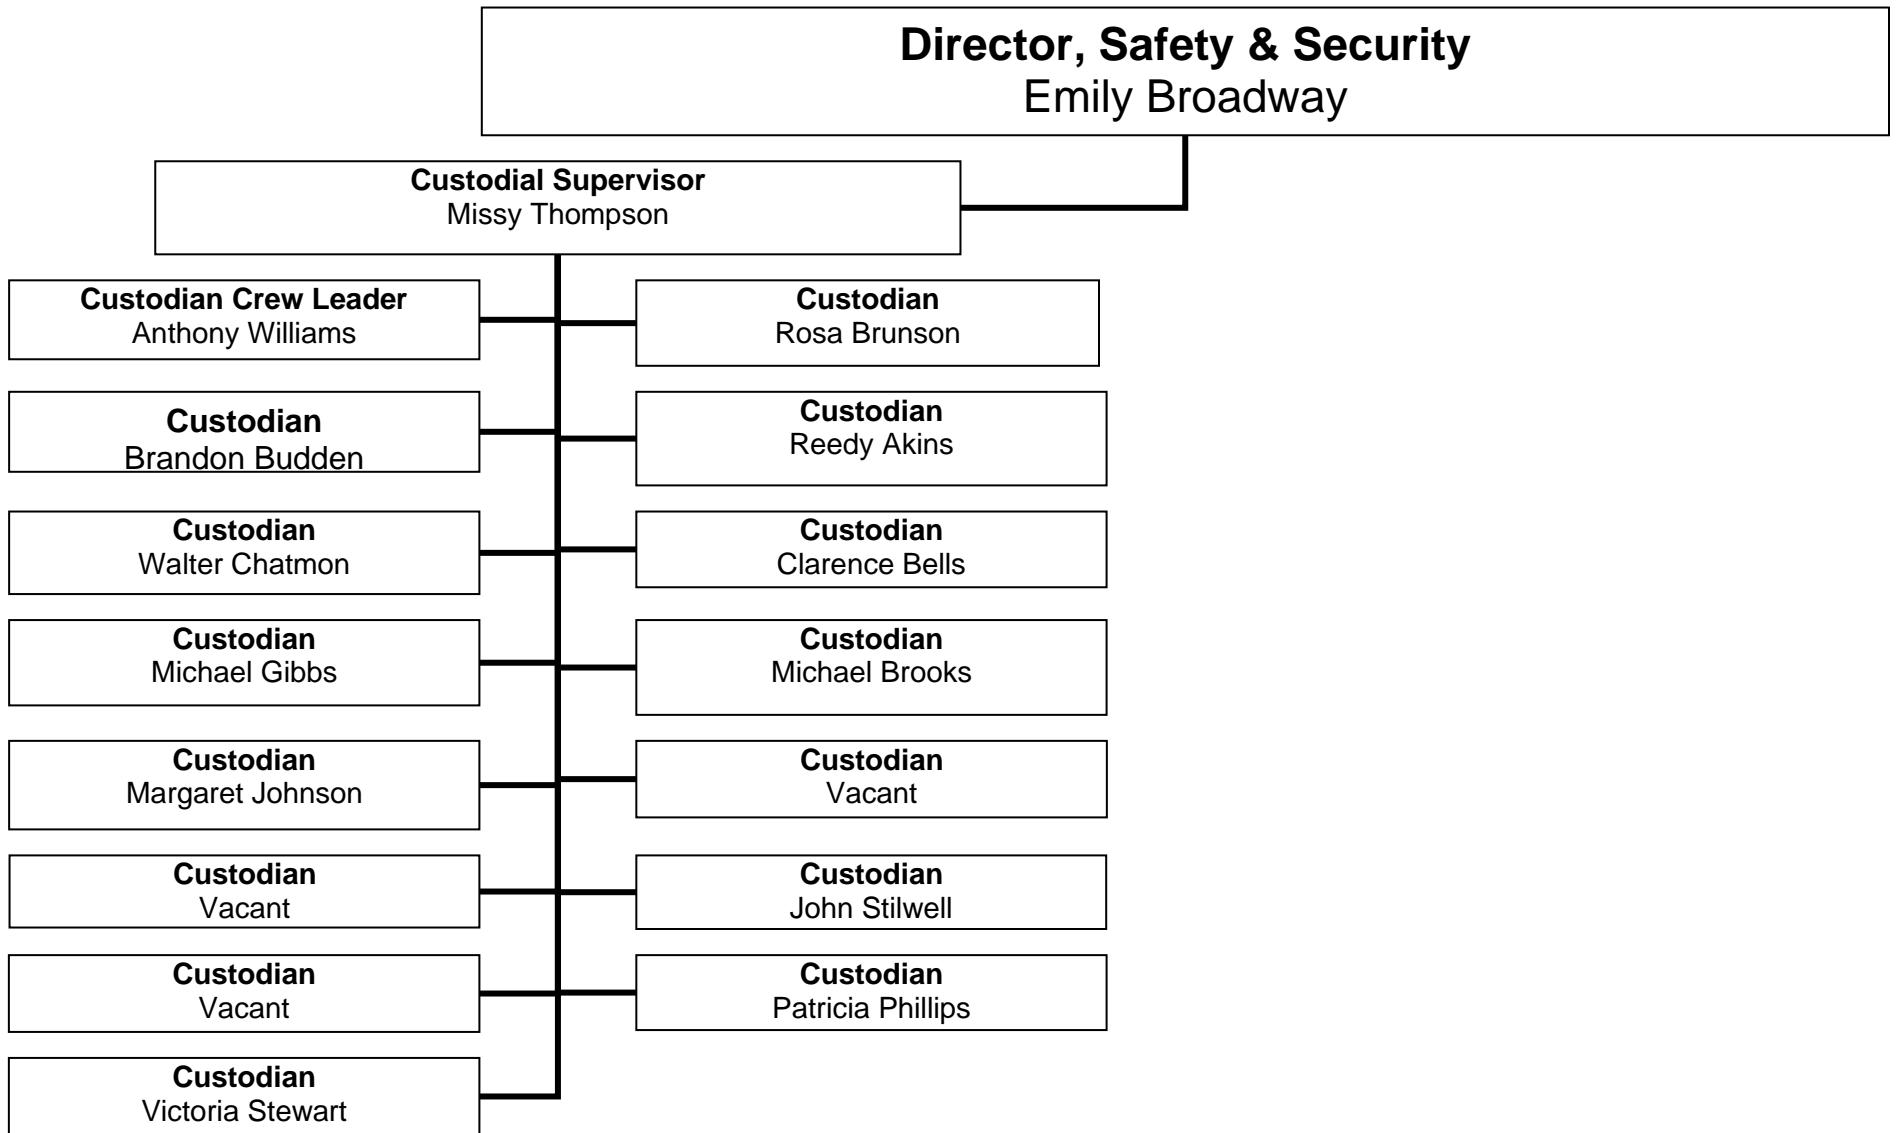 Director, Safety & Security
Emily Broadway
Custodial Supervisor
Missy Thompson
Custodian Crew Leader
Anthony Williams
Custodian
Rosa Brunson
Custodian
Brandon Budden
Custodian
Reedy Akins
Custodian
Walter Chatmon
Custodian
Clarence Bells
Custodian
Michael Gibbs
Custodian
Michael Brooks
Custodian
Margaret Johnson
Custodian
Vacant
Custodian
Vacant
Custodian
John Stilwell
Custodian
Vacant
Custodian
Patricia Phillips
Custodian
Victoria Stewart